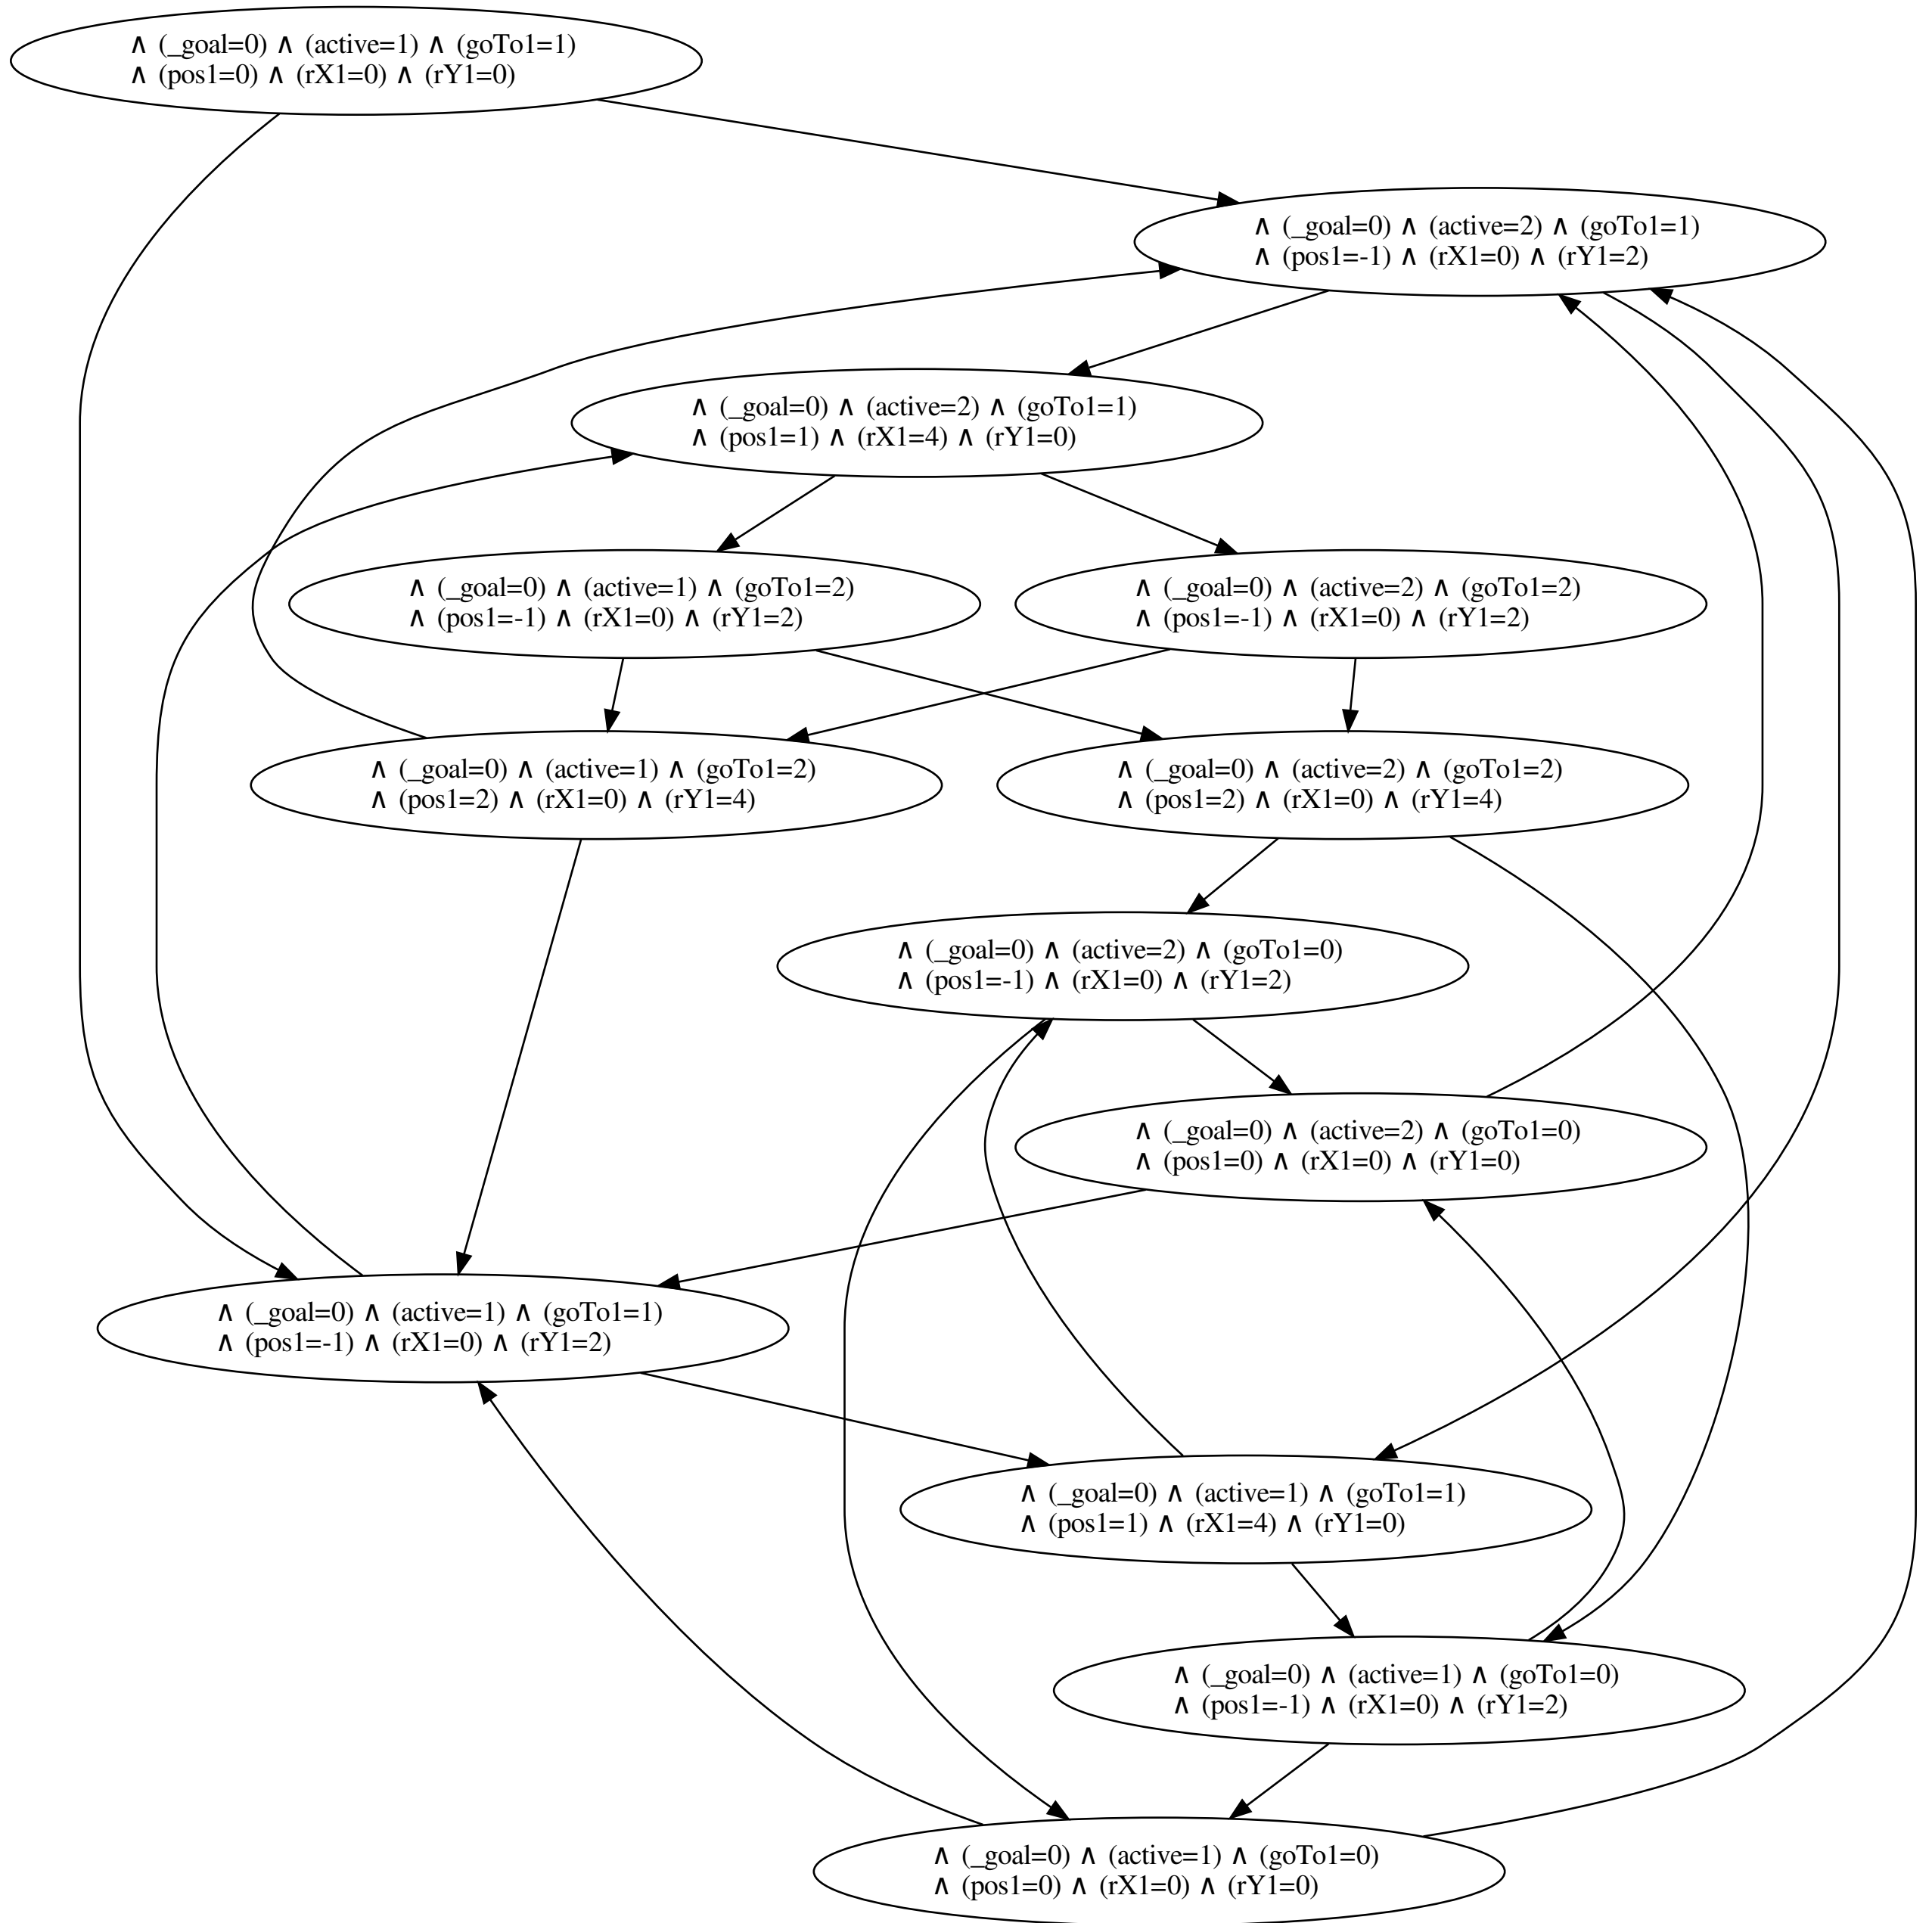 ∧ (_goal=0) ∧ (active=1) ∧ (goTo1=1)
∧ (pos1=0) ∧ (rX1=0) ∧ (rY1=0)
∧ (_goal=0) ∧ (active=2) ∧ (goTo1=1)
∧ (pos1=-1) ∧ (rX1=0) ∧ (rY1=2)
∧ (_goal=0) ∧ (active=2) ∧ (goTo1=1)
∧ (pos1=1) ∧ (rX1=4) ∧ (rY1=0)
∧ (_goal=0) ∧ (active=1) ∧ (goTo1=2)
∧ (pos1=-1) ∧ (rX1=0) ∧ (rY1=2)
∧ (_goal=0) ∧ (active=2) ∧ (goTo1=2)
∧ (pos1=-1) ∧ (rX1=0) ∧ (rY1=2)
∧ (_goal=0) ∧ (active=1) ∧ (goTo1=2)
∧ (pos1=2) ∧ (rX1=0) ∧ (rY1=4)
∧ (_goal=0) ∧ (active=2) ∧ (goTo1=2)
∧ (pos1=2) ∧ (rX1=0) ∧ (rY1=4)
∧ (_goal=0) ∧ (active=2) ∧ (goTo1=0)
∧ (pos1=-1) ∧ (rX1=0) ∧ (rY1=2)
∧ (_goal=0) ∧ (active=2) ∧ (goTo1=0)
∧ (pos1=0) ∧ (rX1=0) ∧ (rY1=0)
∧ (_goal=0) ∧ (active=1) ∧ (goTo1=1)
∧ (pos1=-1) ∧ (rX1=0) ∧ (rY1=2)
∧ (_goal=0) ∧ (active=1) ∧ (goTo1=1)
∧ (pos1=1) ∧ (rX1=4) ∧ (rY1=0)
∧ (_goal=0) ∧ (active=1) ∧ (goTo1=0)
∧ (pos1=-1) ∧ (rX1=0) ∧ (rY1=2)
∧ (_goal=0) ∧ (active=1) ∧ (goTo1=0)
∧ (pos1=0) ∧ (rX1=0) ∧ (rY1=0)